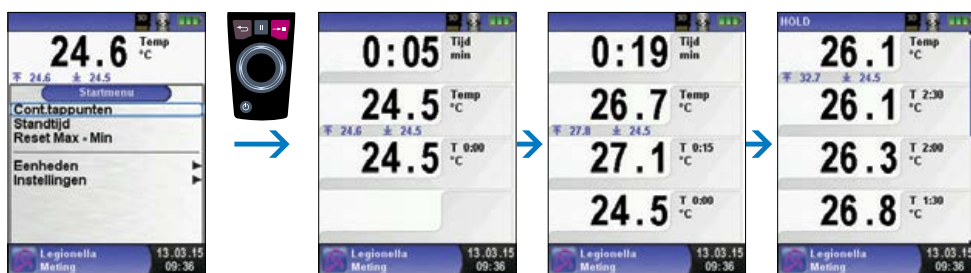 SD
24.6 Temp °C
24.6 24.5
Startmenu
Cont.tappunten
Standtijd
Reset Max - Min
Eenheden
Instellingen
Legionella 13.03.15
Meting 09:36
SD
0:05 Tijd min
24.5 Temp °C
24.6 24.5
24.5 T 0:00 °C
Legionella 13.03.15
Meting 09:36
SD
0:19 Tijd min
26.7 Temp °C
27.8 24.5
27.1 T 0:15 °C
24.5 T 0:00 °C
Legionella 13.03.15
Meting 09:36
HOLD SD
26.1 Temp °C
32.7 24.5
26.1 T 2:30 °C
26.3 T 2:00 °C
26.8 T 1:30 °C
Legionella 13.03.15
Meting 09:36